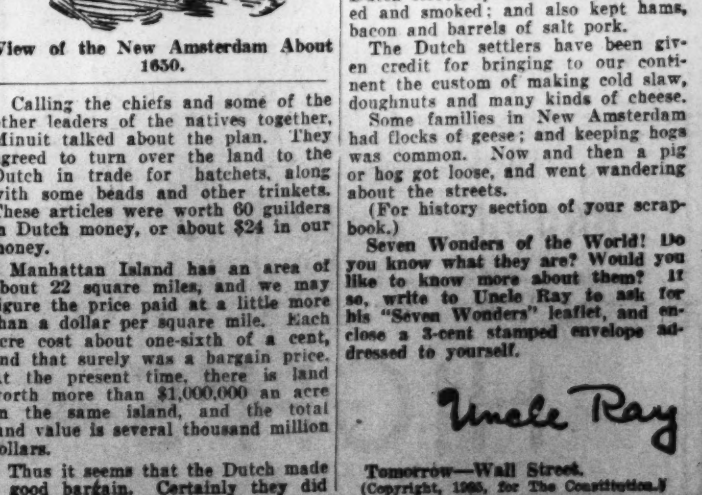 View of the New Amsterdam About
1650.
Calling the chiefs and some of the
other leaders of the natives together,
Minuit talked about the plan. They
agreed to turn over the land to the
Dutch in trade for hatchets, along
with some beads and other trinkets.
These articles were worth 60 guilders
in Dutch money, or about $24 in our
money.
Manhattan Island has an area of
about 22 square miles, and we may
figure the price paid at a little more
than a dollar per square mile. Each
acre cost about one-sixth of a cent,
and that surely was a bargain price.
At the present time, there is land
worth more than $1,000,000 an acre
on the same island, and the total
land value is several thousand million
dollars.
Thus it seems that the Dutch made
good bargain. Certainly they did
ed and smoked; and also kept hams,
bacon and barrels of salt pork.
The Dutch settlers have been giv-
en credit for bringing to our conti-
nent the custom of making cold slaw,
doughnuts and many kinds of cheese.
Some families in New Amsterdam
had flocks of geese; and keeping hogs
was common. Now and then a pig
or hog got loose, and went wandering
about the streets.
(For history section of your scrap-
book.)
Seven Wonders of the World! Do
you know what they are? Would you
like to know more about them? If
so, write to Uncle Ray to ask for
his "Seven Wonders" leaflet, and en-
close a 3-cent stamped envelope ad-
dressed to yourself.
Uncle Ray
Tomorrow—Wall Street.
(Copyright, for The Constitution.)